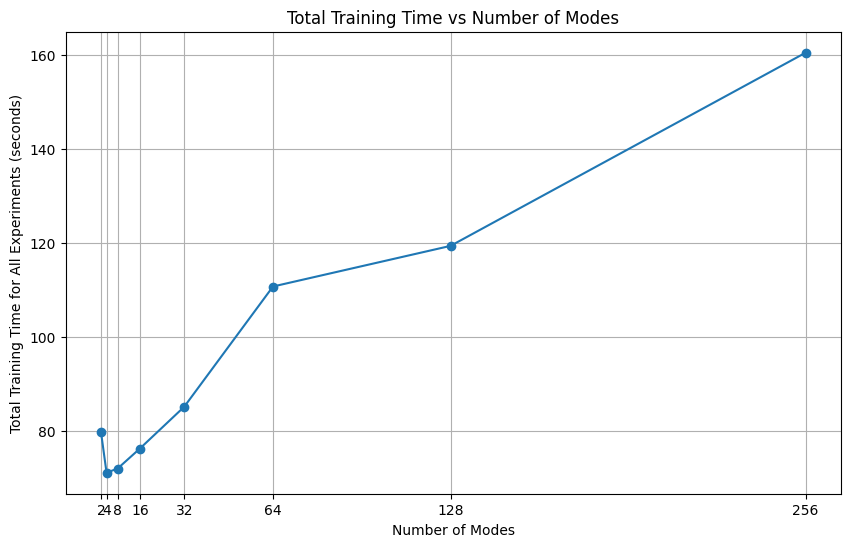 Total Training Time vs Number of Modes
Total Training Time for All Experiments (seconds)
160
140
120
100
80
2 4 8 16 32 64 128 256
Number of Modes